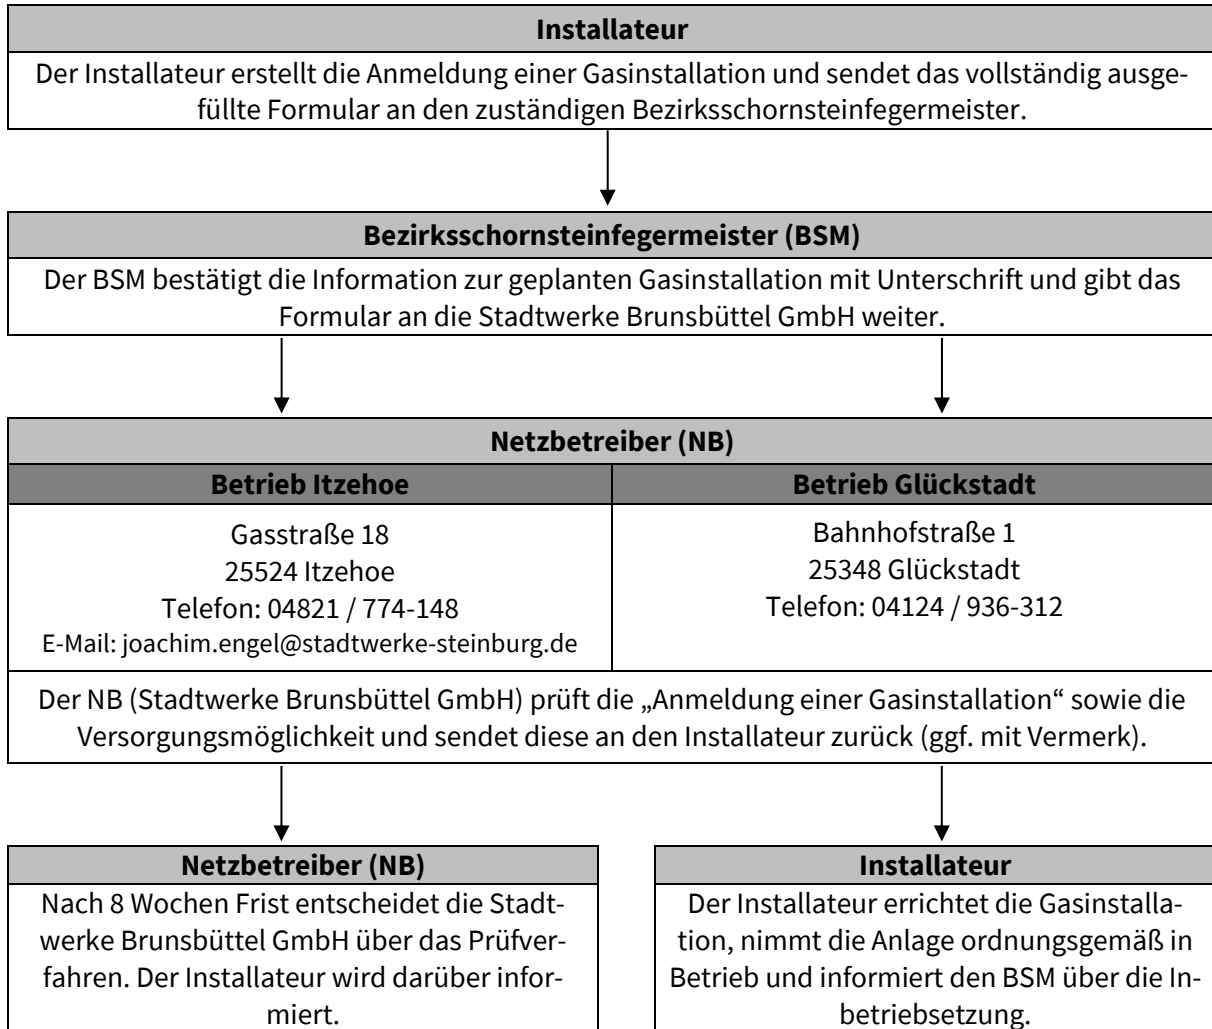 Installateur
Der Installateur erstellt die Anmeldung einer Gasinstallation und sendet das vollständig ausge-
füllte Formular an den zuständigen Bezirksschornsteinfegermeister.
Bezirksschornsteinfegermeister (BSM)
Der BSM bestätigt die Information zur geplanten Gasinstallation mit Unterschrift und gibt das
Formular an die Stadtwerke Brunsbüttel GmbH weiter.
Netzbetreiber (NB)
Betrieb Itzehoe
Gasstraße 18
25524 Itzehoe
Telefon: 04821 / 774-148
E-Mail: joachim.engel@stadtwerke-steinburg.de
Betrieb Glückstadt
Bahnhofstraße 1
25348 Glückstadt
Telefon: 04124 / 936-312
Der NB (Stadtwerke Brunsbüttel GmbH) prüft die „Anmeldung einer Gasinstallation“ sowie die
Versorgungsmöglichkeit und sendet diese an den Installateur zurück (ggf. mit Vermerk).
Netzbetreiber (NB)
Nach 8 Wochen Frist entscheidet die Stadt-
werke Brunsbüttel GmbH über das Prüfver-
fahren. Der Installateur wird darüber infor-
miert.
Installateur
Der Installateur errichtet die Gasinstalla-
tion, nimmt die Anlage ordnungsgemäß in
Betrieb und informiert den BSM über die In-
betriebsetzung.